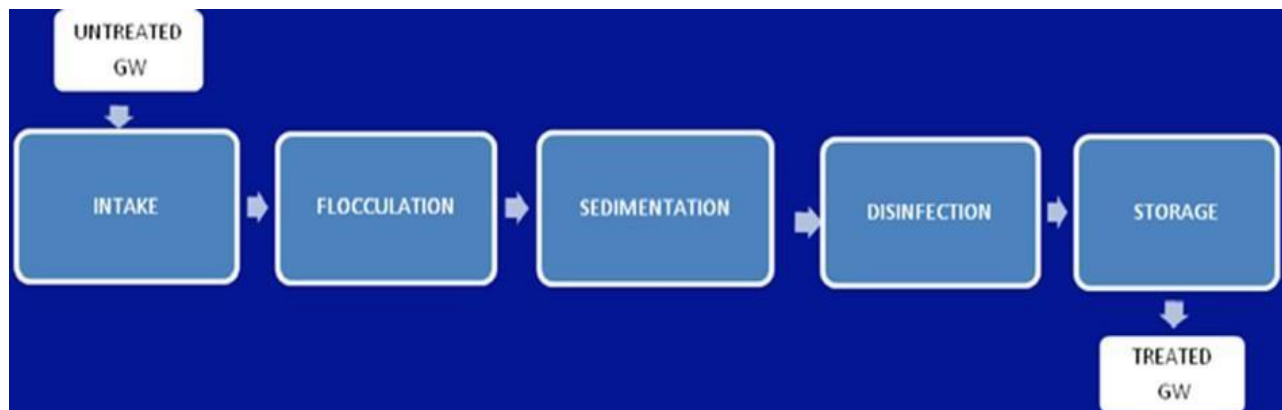 UNTREATED
GW
INTAKE
FLOCCULATION
SEDIMENTATION
DISINFECTION
STORAGE
TREATED
GW